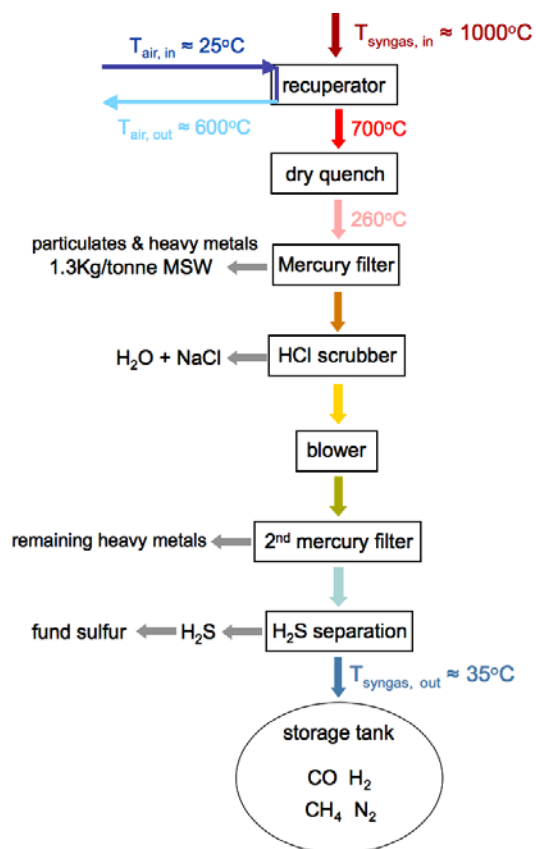 T_syngas, in ≈ 1000°C
T_air, in ≈ 25°C
recuperator
T_air, out ≈ 600°C
700°C
dry quench
260°C
particulates & heavy metals
1.3Kg/tonne MSW
Mercury filter
H₂O + NaCl
HCl scrubber
blower
remaining heavy metals
2ⁿᵈ mercury filter
fund sulfur
H₂S
H₂S separation
T_syngas, out ≈ 35°C
storage tank
CO H₂
CH₄ N₂